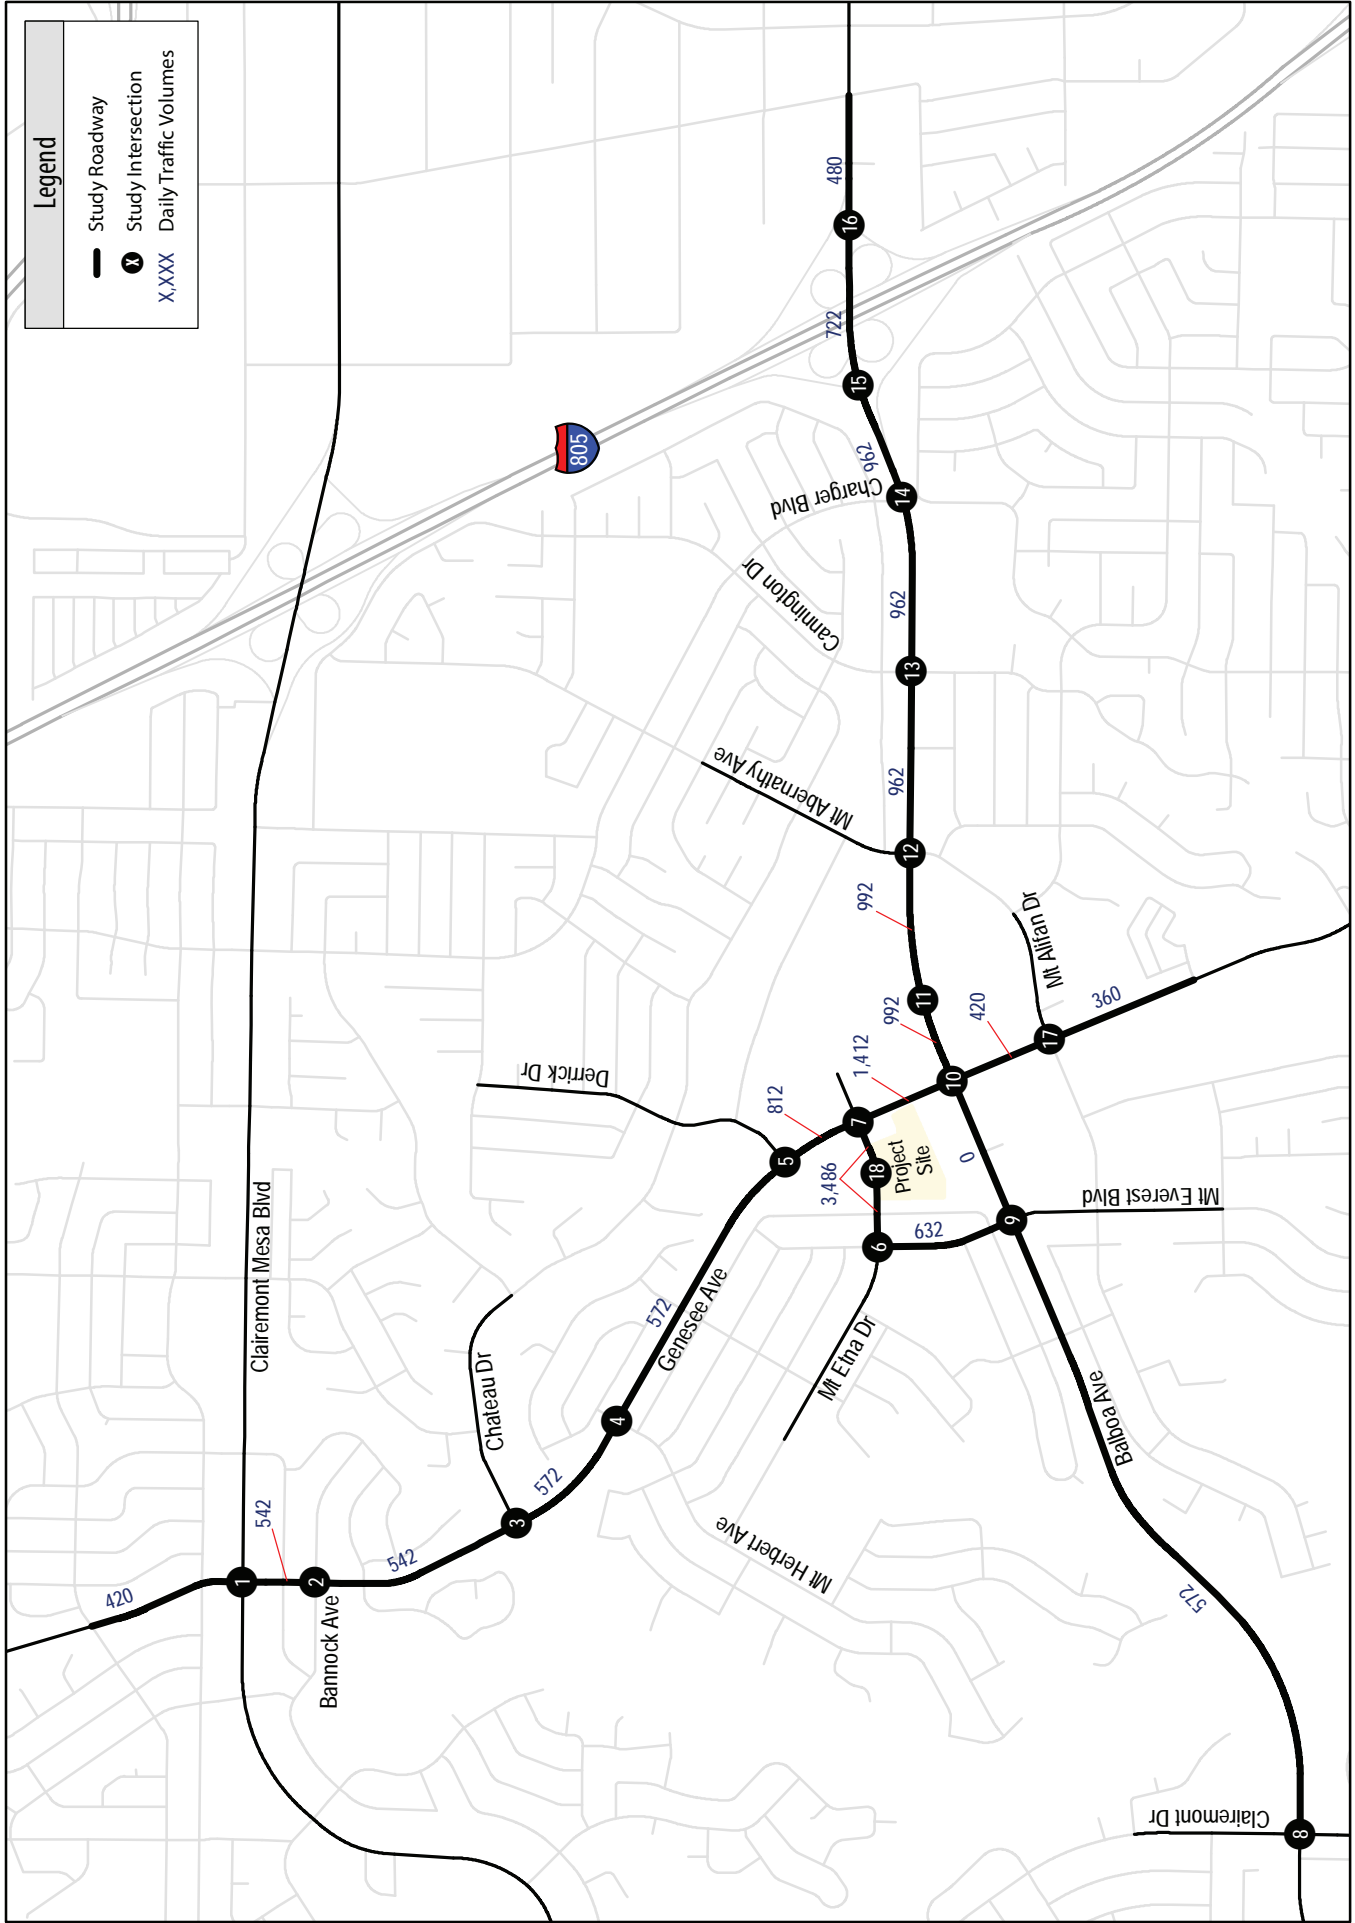 Legend
Study Roadway
X
Study Intersection
X,XXX
Daily Traffic Volumes
420
1
542
2
Bannock Ave
542
3
Chateau Dr
572
4
572
Genesee Ave
Clairemont Mesa Blvd
805
Derrick Dr
5
812
7
1,412
3,486
18
Project
Site
6
632
Mt Etna Dr
Mt Herbert Ave
9
0
Mt Everest Blvd
Balboa Ave
572
8
Clairemont Dr
10
992
11
992
12
Mt Abernathy Ave
962
13
Cannington Dr
962
14
Charger Blvd
962
15
722
16
480
420
17
Mt Alifan Dr
360